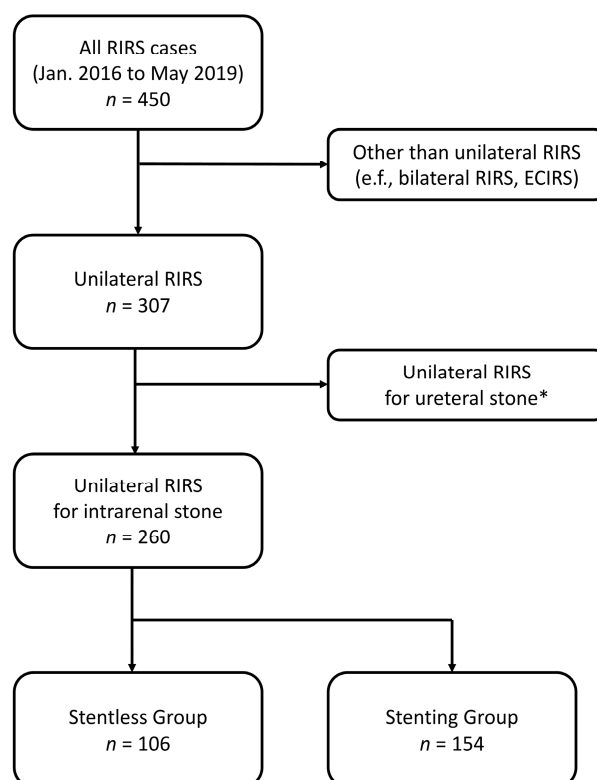 All RIRS cases
(Jan. 2016 to May 2019)
n = 450
Other than unilateral RIRS
(e.f., bilateral RIRS, ECIRS)
Unilateral RIRS
n = 307
Unilateral RIRS
for ureteral stone*
Unilateral RIRS
for intrarenal stone
n = 260
Stentless Group
n = 106
Stenting Group
n = 154